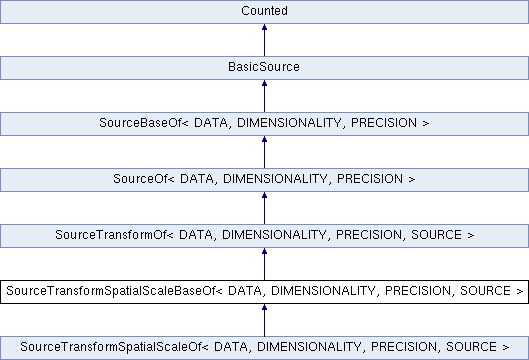 Counted
BasicSource
SourceBaseOf< DATA, DIMENSIONALITY, PRECISION >
SourceOf< DATA, DIMENSIONALITY, PRECISION >
SourceTransformOf< DATA, DIMENSIONALITY, PRECISION, SOURCE >
SourceTransformSpatialScaleBaseOf< DATA, DIMENSIONALITY, PRECISION, SOURCE >
SourceTransformSpatialScaleOf< DATA, DIMENSIONALITY, PRECISION, SOURCE >